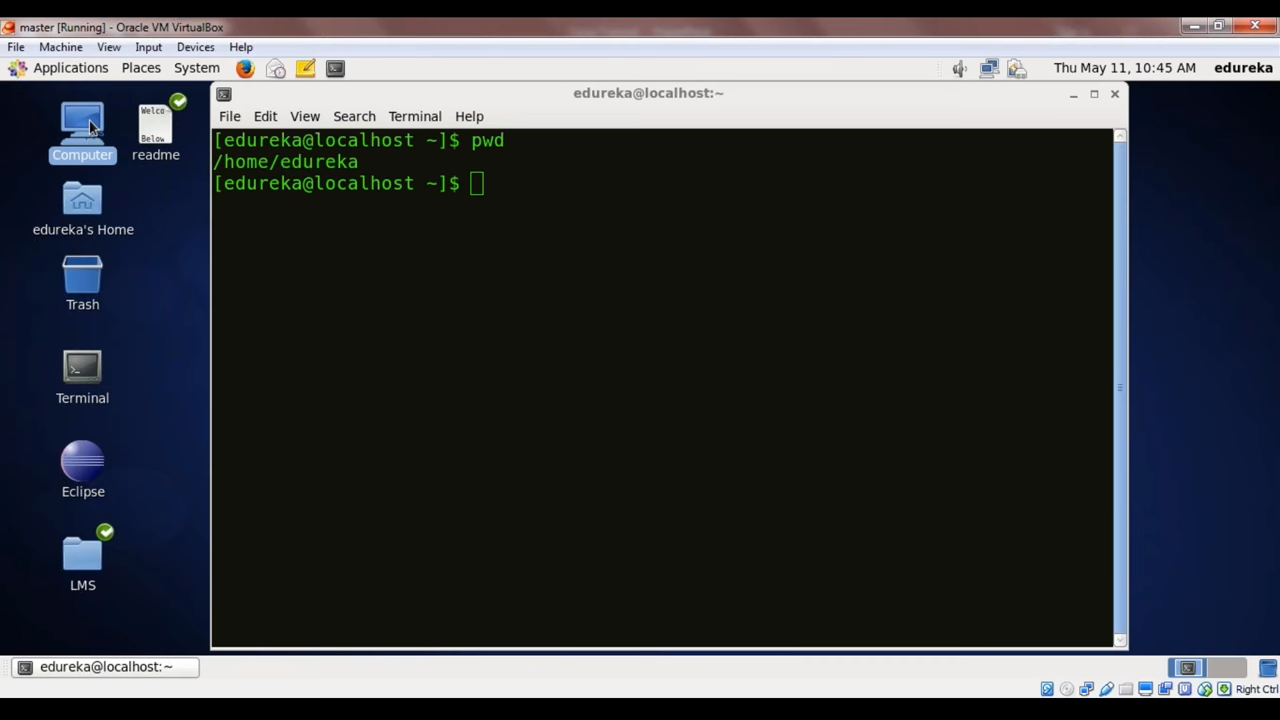 master [Running] - Oracle VM VirtualBox
File Machine View Input Devices Help
Applications Places System Thu May 11, 10:45 AM edureka
edureka@localhost:~
File Edit View Search Terminal Help
[edureka@localhost ~]$ pwd
/home/edureka
[edureka@localhost ~]$
Welco
Below
Computer readme
edureka's Home
Trash
Terminal
Eclipse
LMS
edureka@localhost:~
Right Ctrl